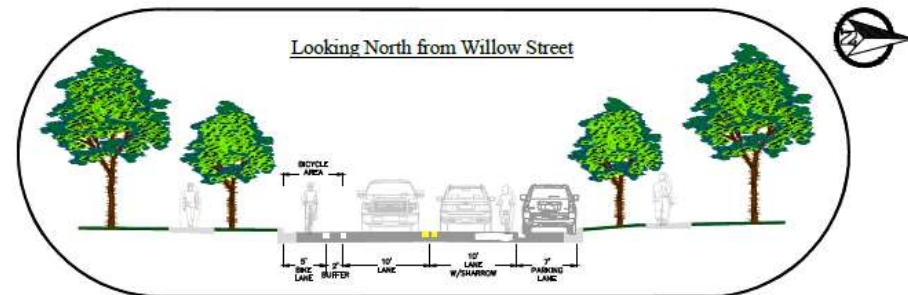 Looking North from Willow Street
N
BICYCLE
AREA
5'
BIKE
LANE
2'
BUFFER
10'
LANE
10'
LANE
W/SHARROW
7'
PARKING
LANE